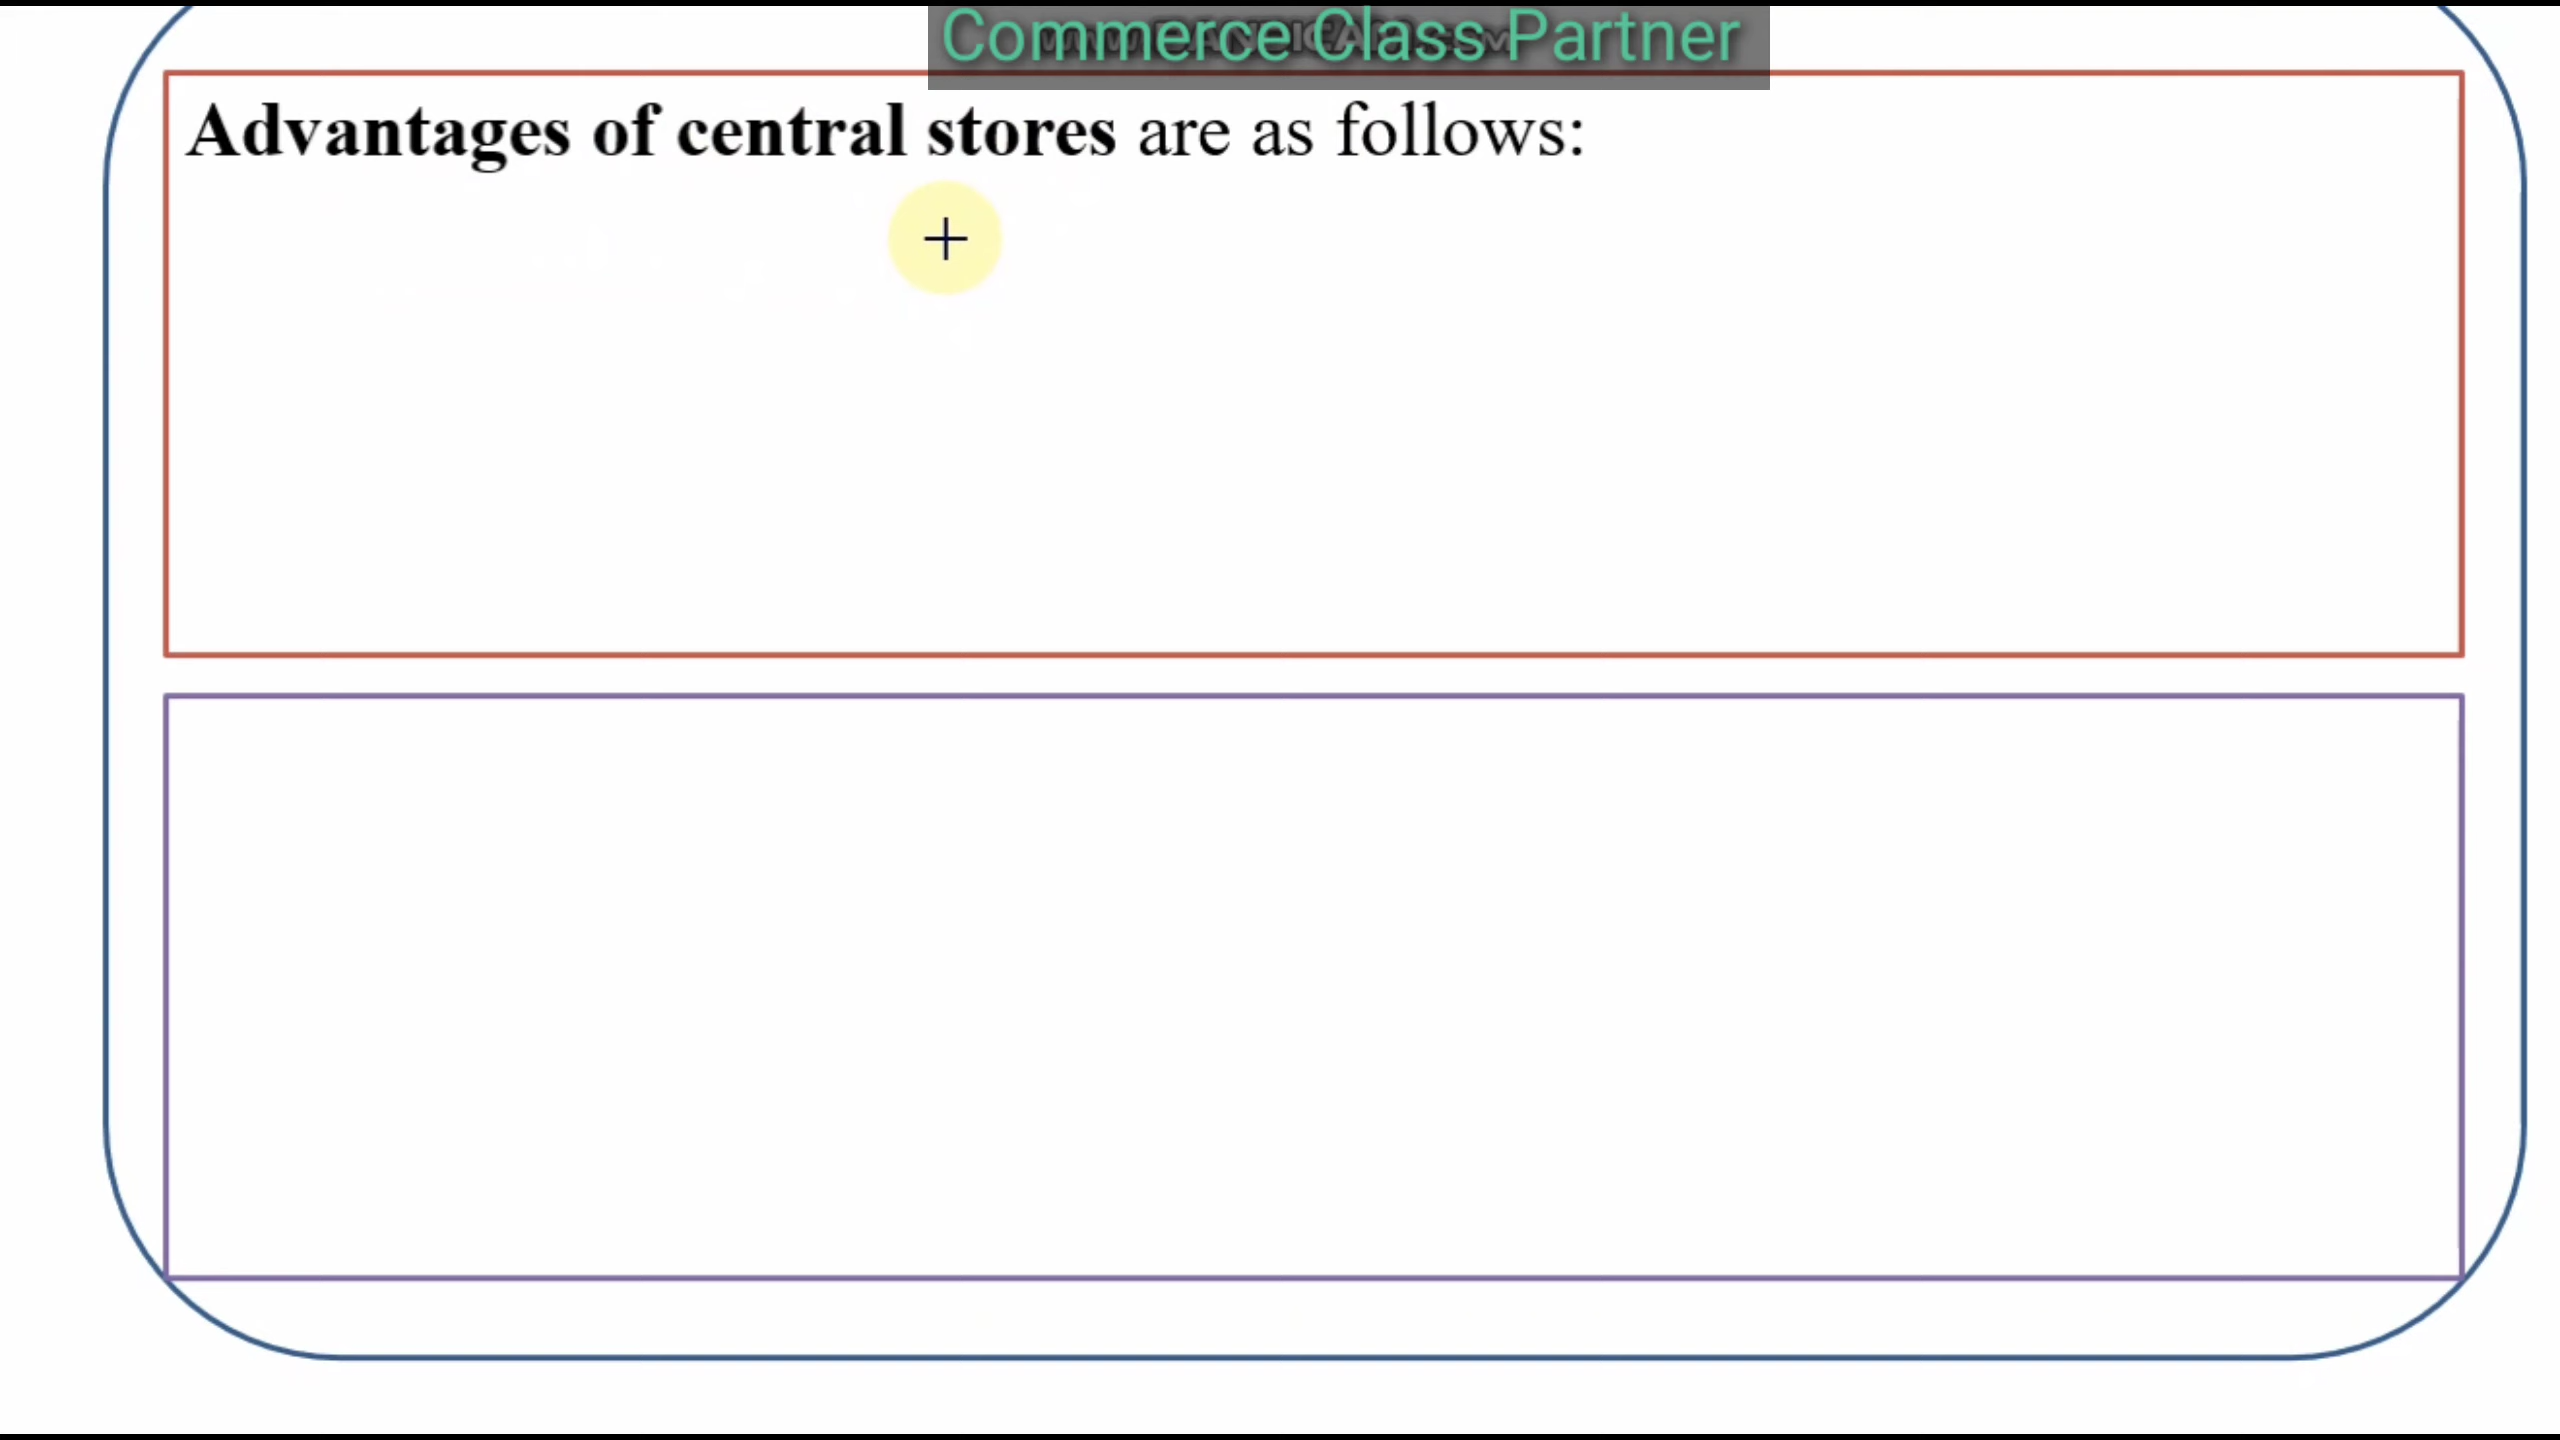 Commerce Class Partner
Advantages of central stores are as follows: